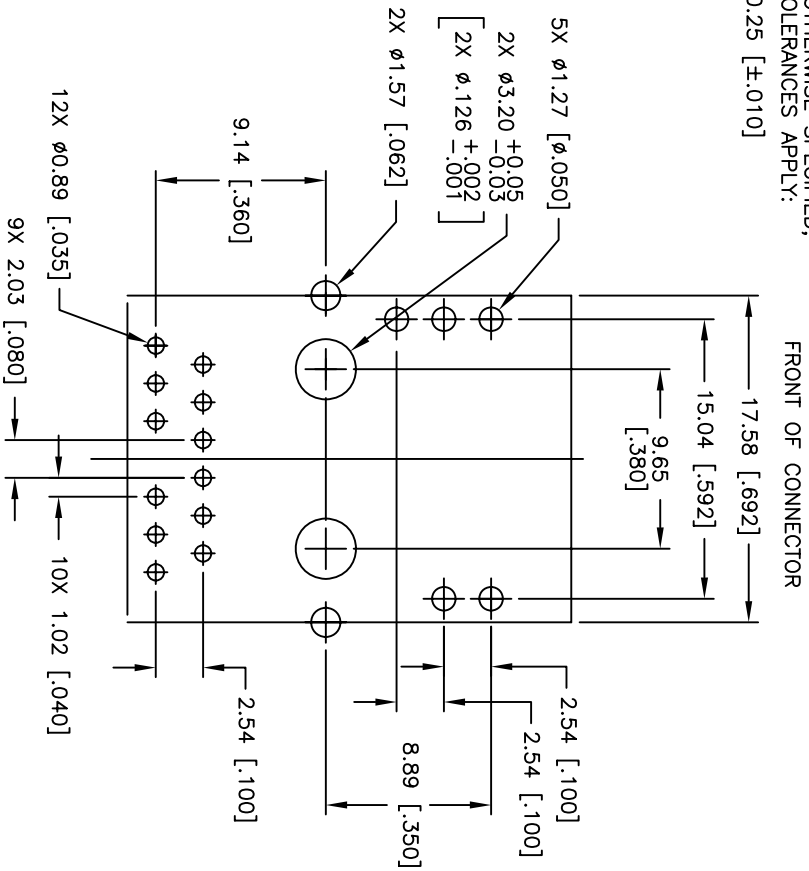 TOLERANCES APPLY:
0.25 [±.010]
FRONT OF CONNECTOR
5X ø1.27 [ø.050]
2X ø3.20 +0.05 -0.03
[2X ø.126 +.002 -.001]
2X ø1.57 [.062]
9.14 [.360]
12X ø0.89 [.035]
9X 2.03 [.080]
17.58 [.692]
15.04 [.592]
9.65
[.380]
2.54 [.100]
2.54 [.100]
8.89 [.350]
2.54 [.100]
10X 1.02 [.040]